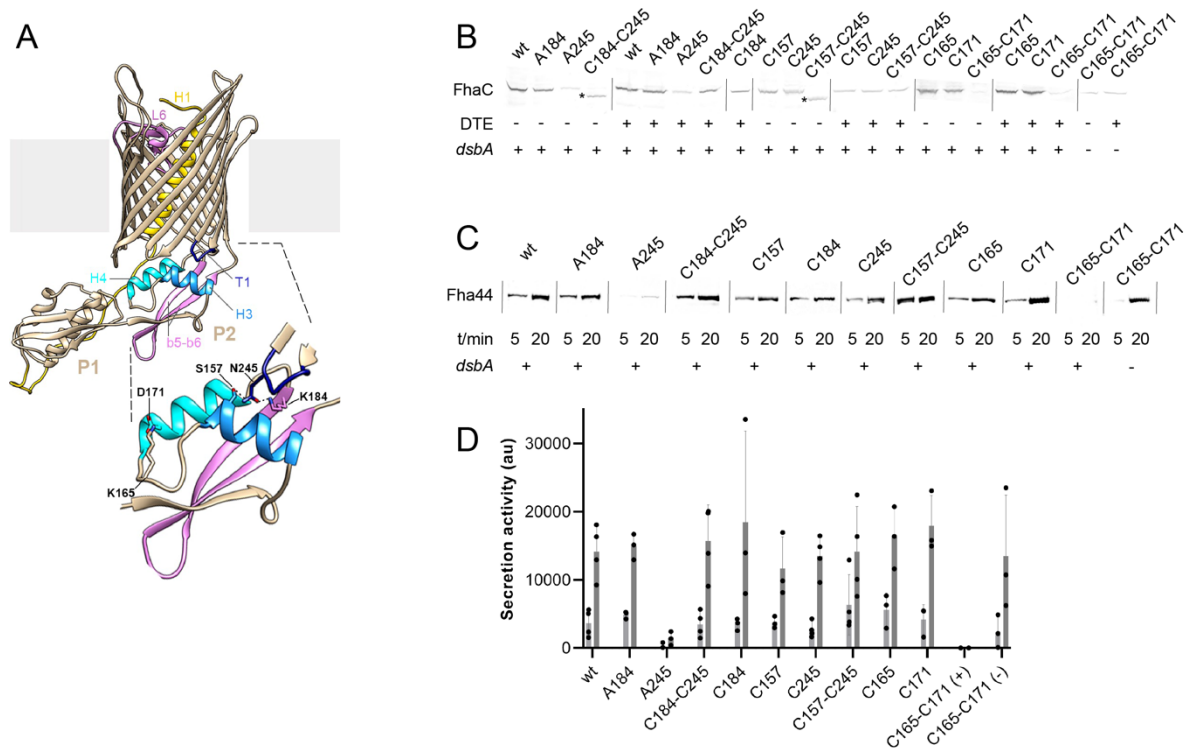 A
H1
L6
H4
T1
H3
P2
b5-b6
P1
S157 N245
D171
K184
K165
B
wt A184 A245 C184-C245 wt A184 A245 C184-C245 C184 C157 C245 C157-C245 C157 C245 C157-C245 C165 C171 C165-C171 C165 C171 C165-C171 C165-C171 C165-C171
FhaC * *
DTE - - - - + + + + + - - - + + + - - - + + + - +
dsbA + + + + + + + + + + + + + + + + + + + + + - -
C
wt A184 A245 C184-C245 C157 C184 C245 C157-C245 C165 C171 C165-C171 C165-C171
Fha44
t/min 5 20 5 20 5 20 5 20 5 20 5 20 5 20 5 20 5 20 5 20 5 20 5 20
dsbA + + + + + + + + + + + -
D
Secretion activity (au)
30000
20000
10000
0
wt A184 A245 C184-C245 C184 C157 C245 C157-C245 C165 C171 C165-C171 (+) C165-C171 (-)